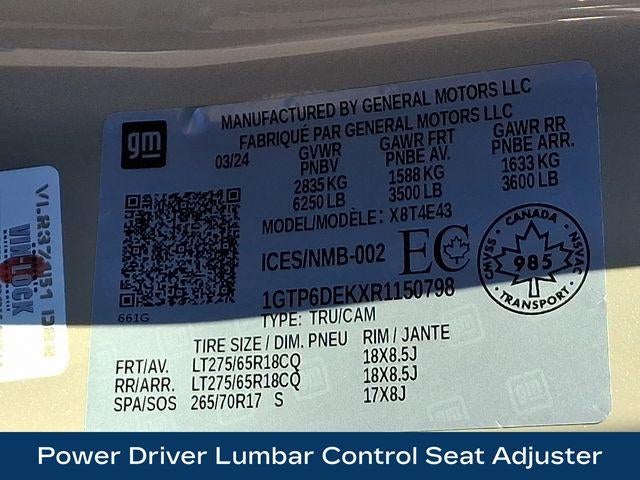 gm
MANUFACTURED BY GENERAL MOTORS LLC
FABRIQUÉ PAR GENERAL MOTORS LLC
03/24 GVWR GAWR FRT GAWR RR
PNBV PNBE AV. PNBE ARR.
2835 KG 1588 KG 1633 KG
6250 LB 3500 LB 3600 LB
MODEL/MODÈLE: X8T4E43
ICES/NMB-002 EC
CANADA
CMVSS 985 NSVAC
TRANSPORT
1GTP6DEKXR1150798
661G
TYPE: TRU/CAM
TIRE SIZE / DIM. PNEU RIM / JANTE
FRT/AV. LT275/65R18CQ 18X8.5J
RR/ARR. LT275/65R18CQ 18X8.5J
SPA/SOS 265/70R17 S 17X8J
VINLOCK
Power Driver Lumbar Control Seat Adjuster